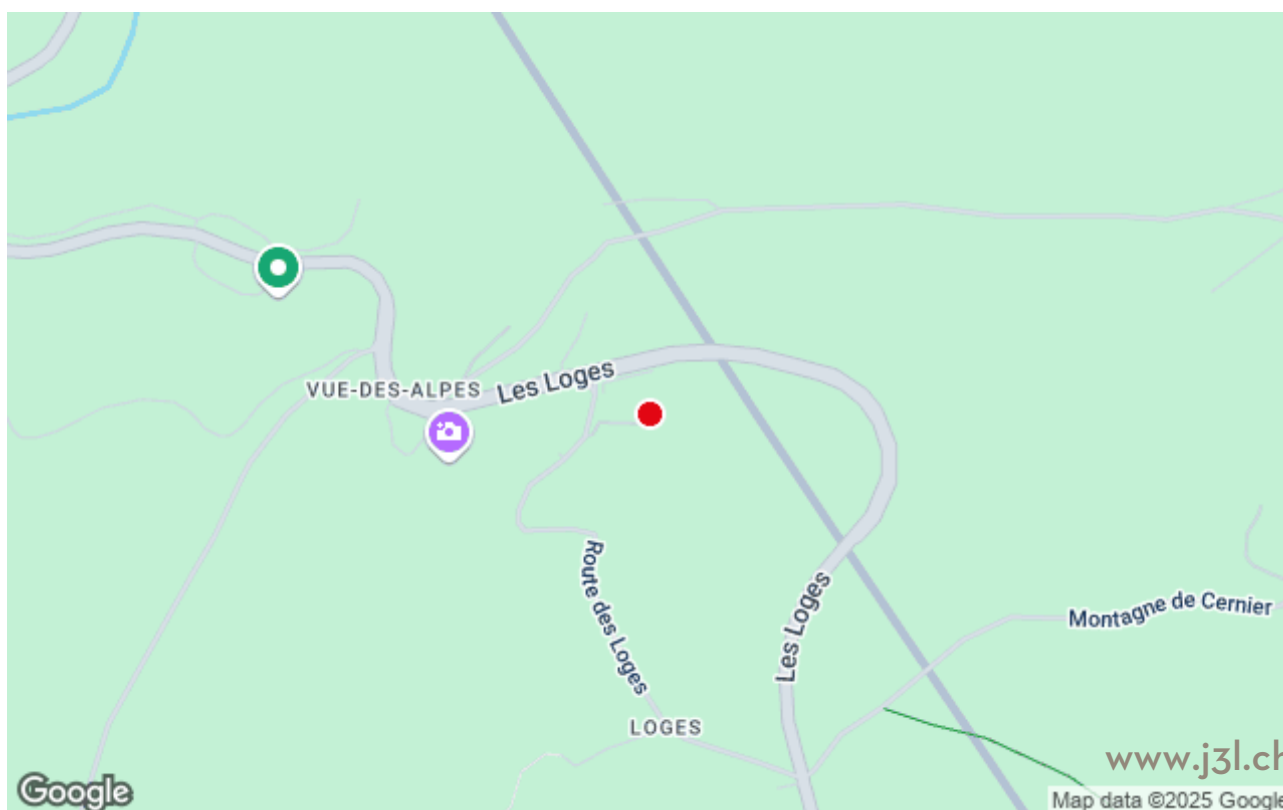 VUE-DES-ALPES
Les Loges
Route des Loges
Les Loges
Montagne de Cernier
LOGES
www.j3l.ch
Google
Map data ©2025 Google